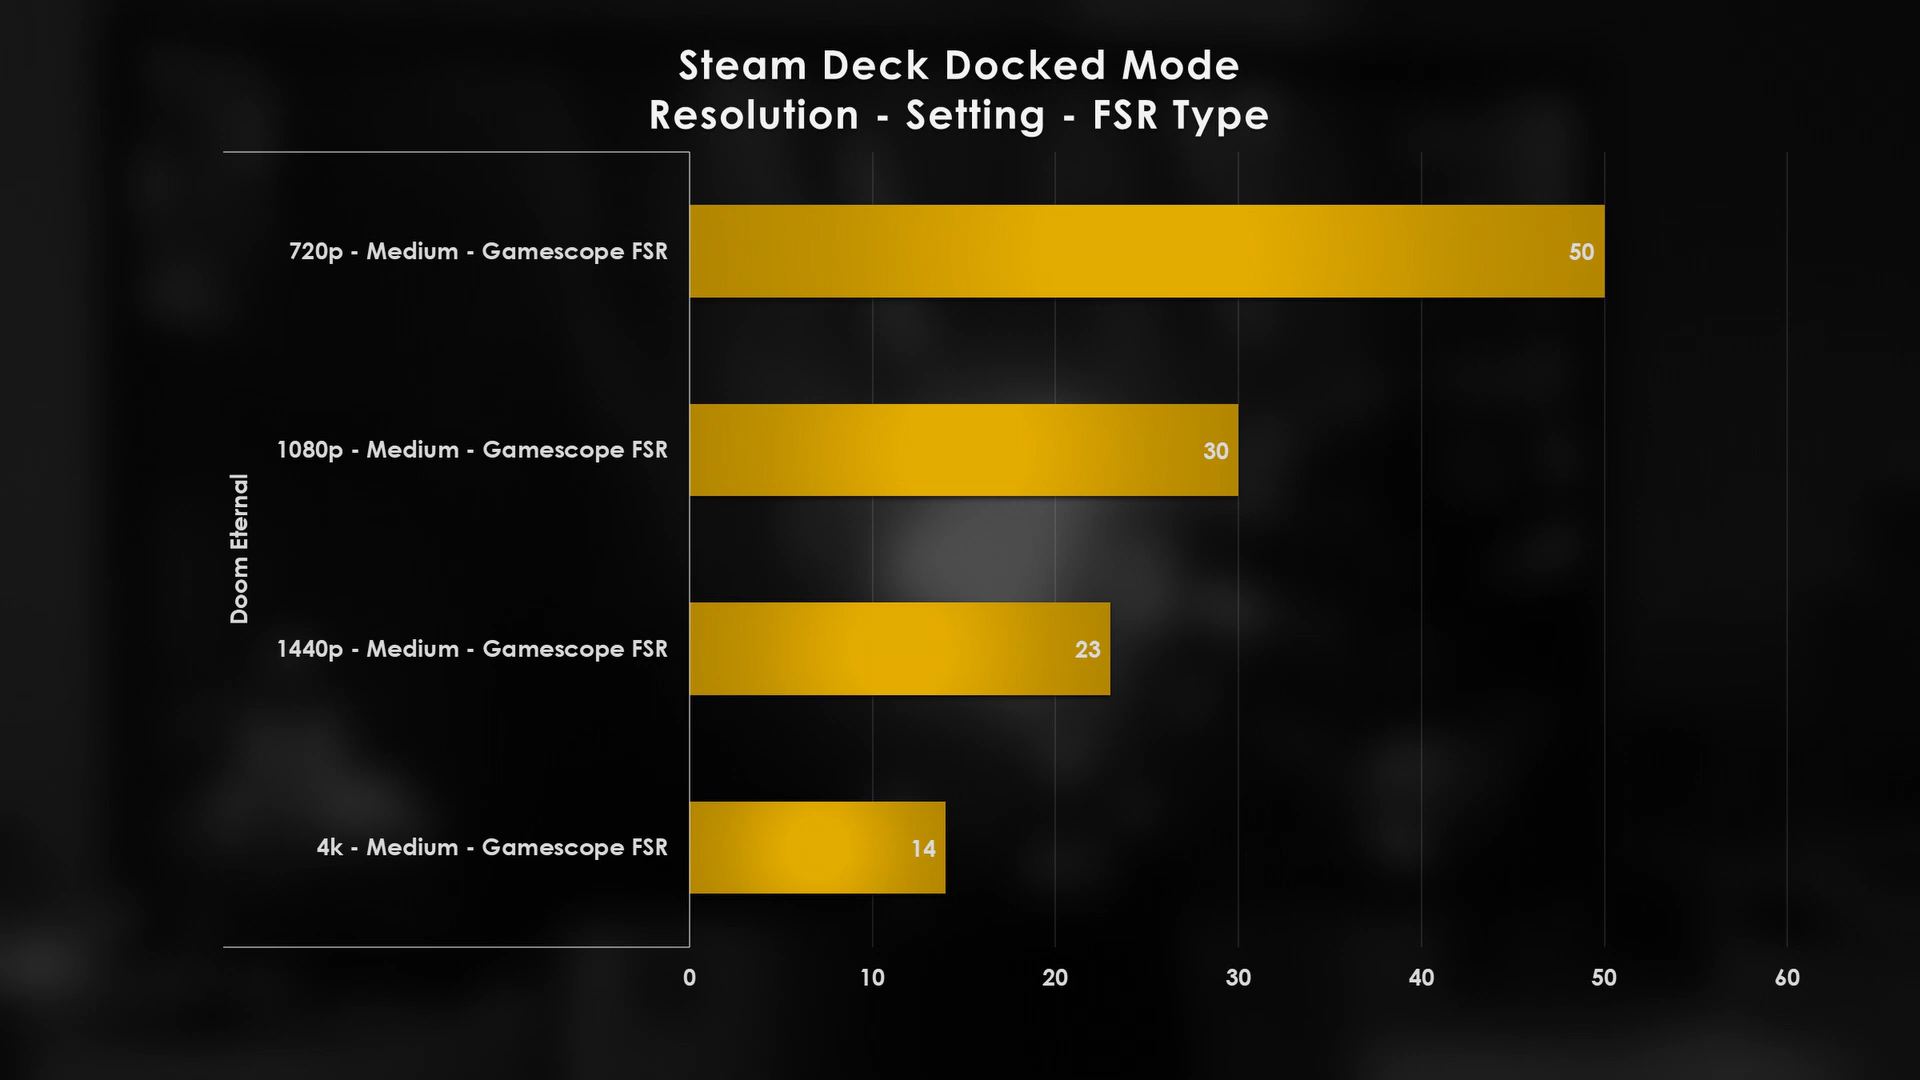 Steam Deck Docked Mode
Resolution - Setting - FSR Type
Doom Eternal
720p - Medium - Gamescope FSR
50
1080p - Medium - Gamescope FSR
30
1440p - Medium - Gamescope FSR
23
4k - Medium - Gamescope FSR
14
0 10 20 30 40 50 60